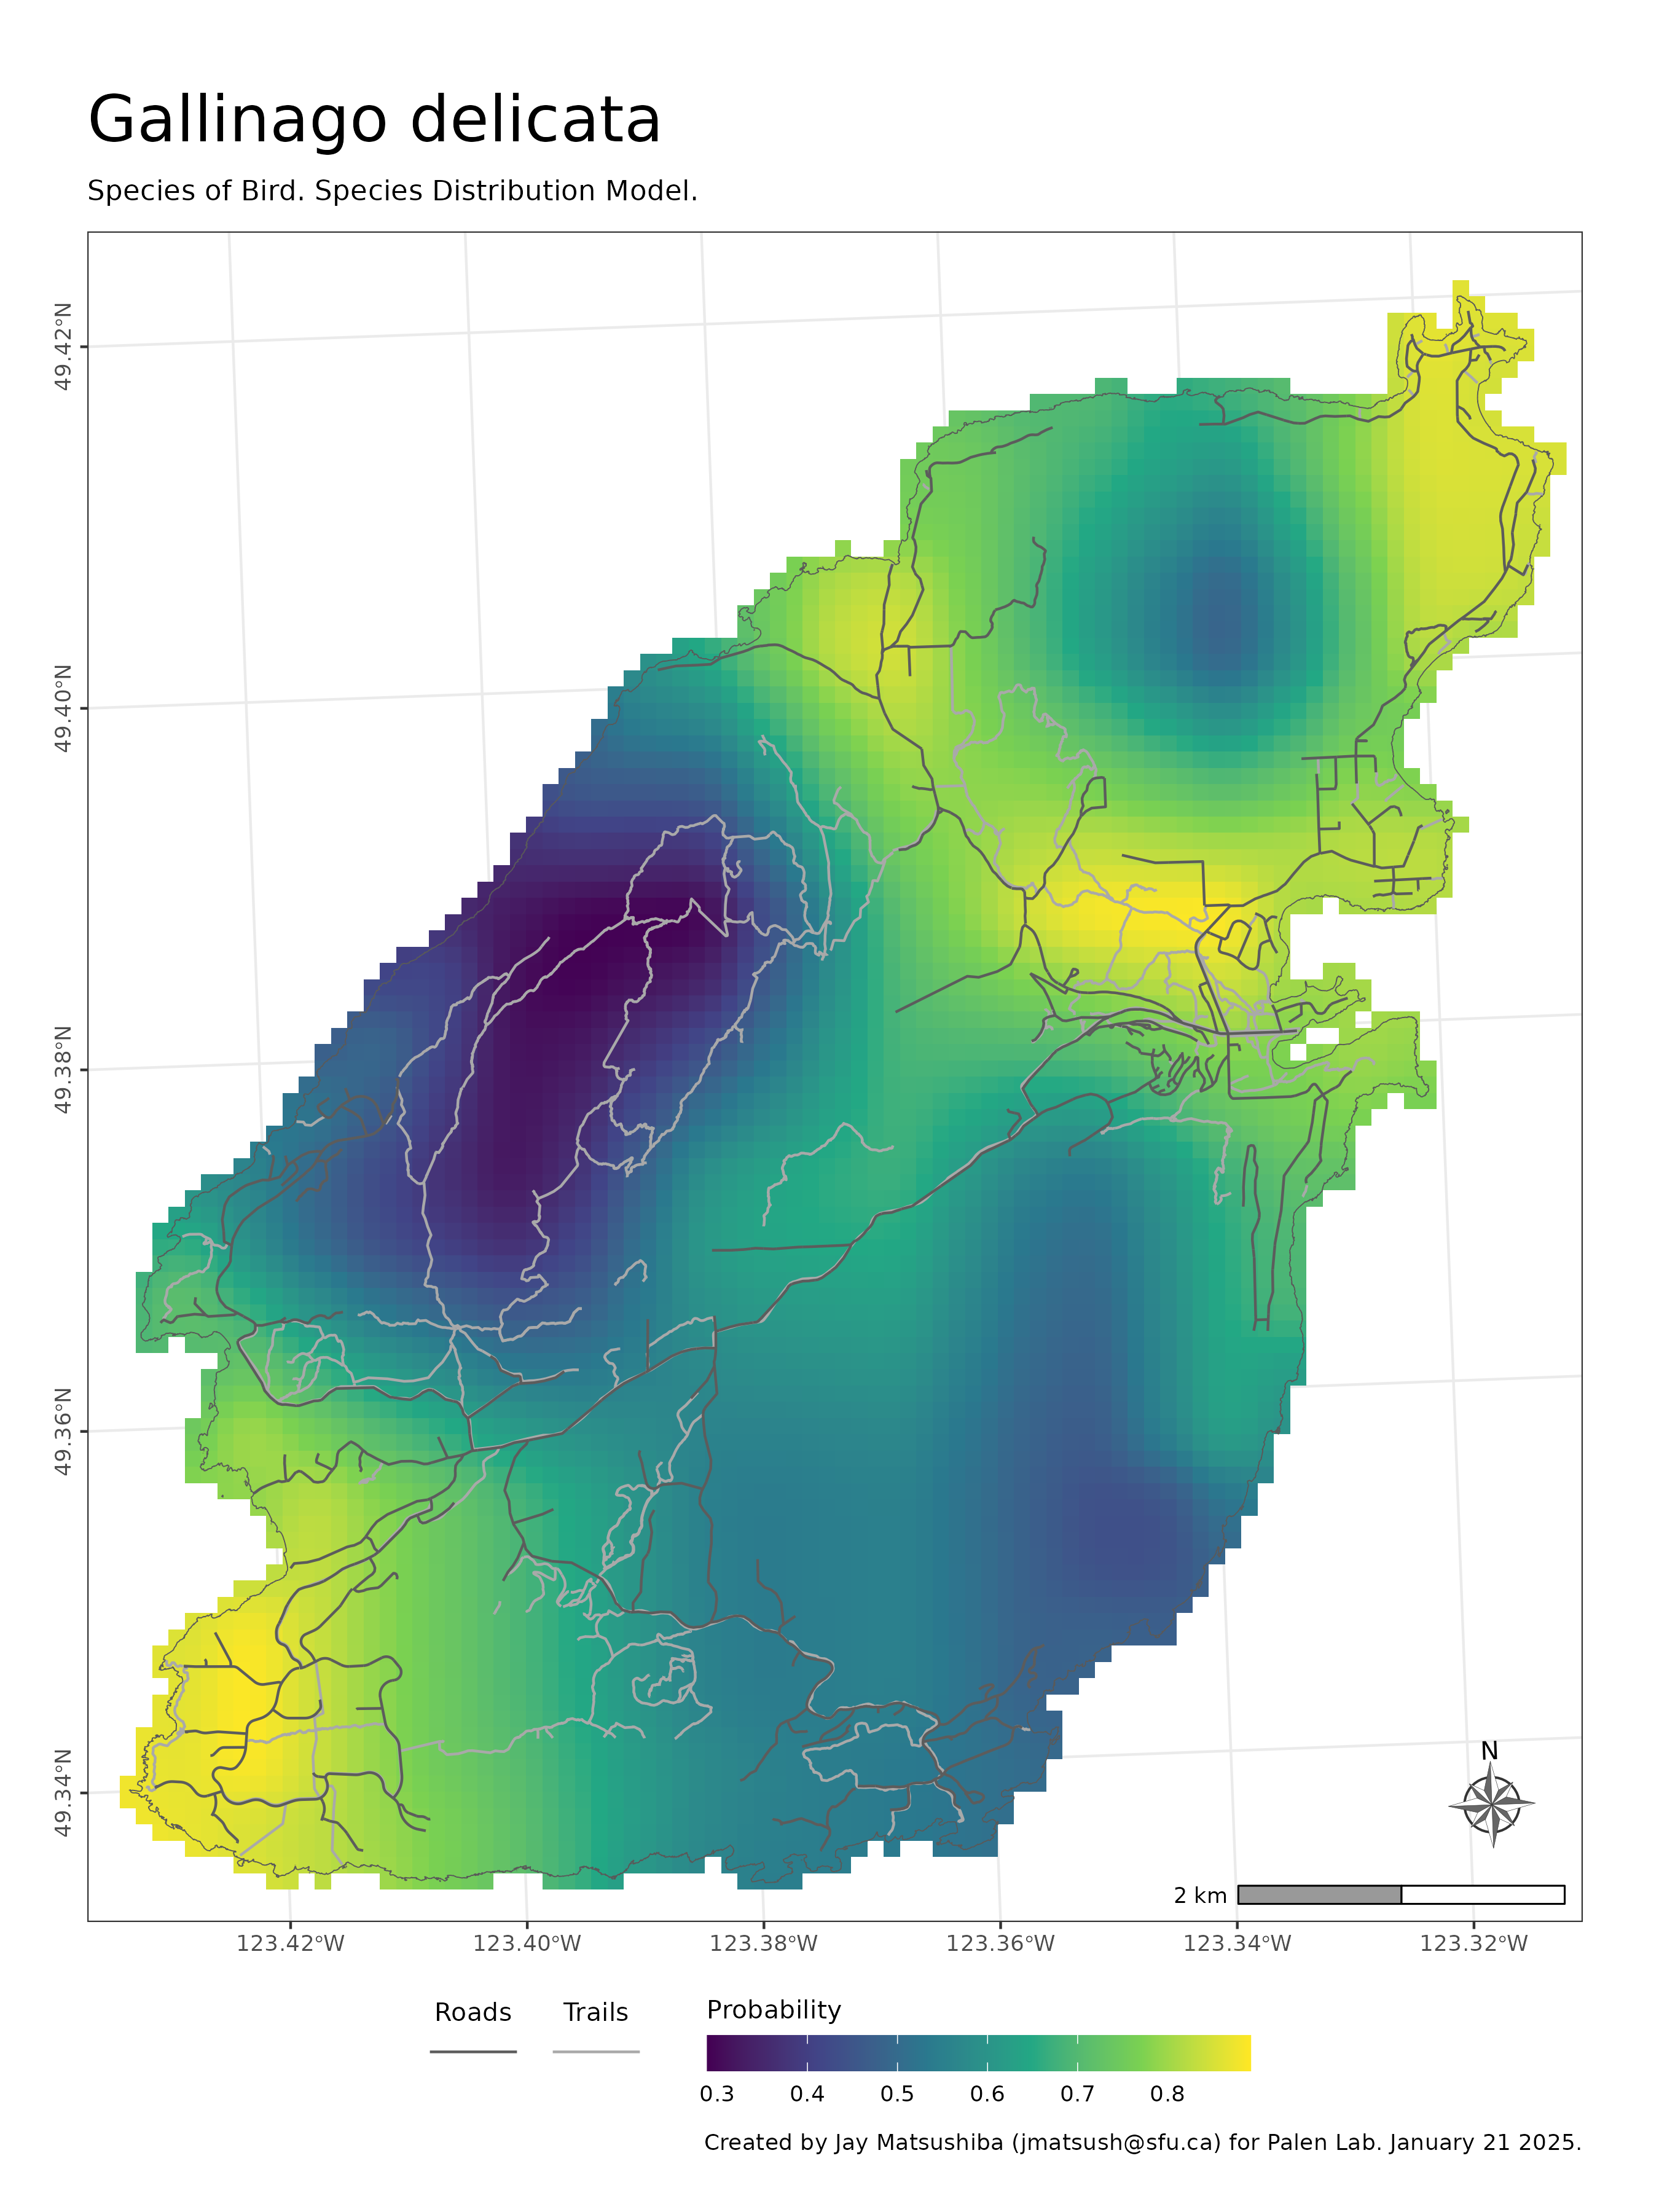 Gallinago delicata
Species of Bird. Species Distribution Model.
49.42°N
49.40°N
49.38°N
49.36°N
49.34°N
N
2 km
123.42°W 123.40°W 123.38°W 123.36°W 123.34°W 123.32°W
Roads Trails Probability
0.3 0.4 0.5 0.6 0.7 0.8
Created by Jay Matsushiba (jmatsush@sfu.ca) for Palen Lab. January 21 2025.